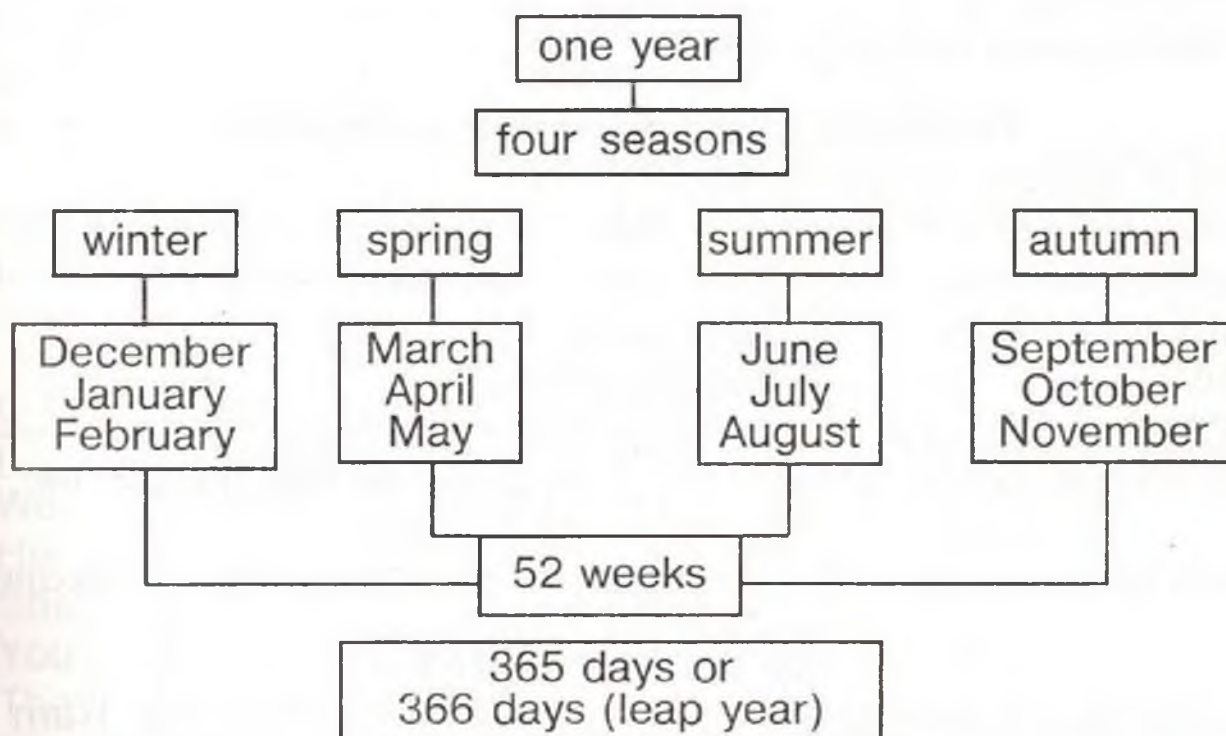 one year
four seasons
winter
spring
summer
autumn
December
January
February
March
April
May
June
July
August
September
October
November
52 weeks
365 days or
366 days (leap year)